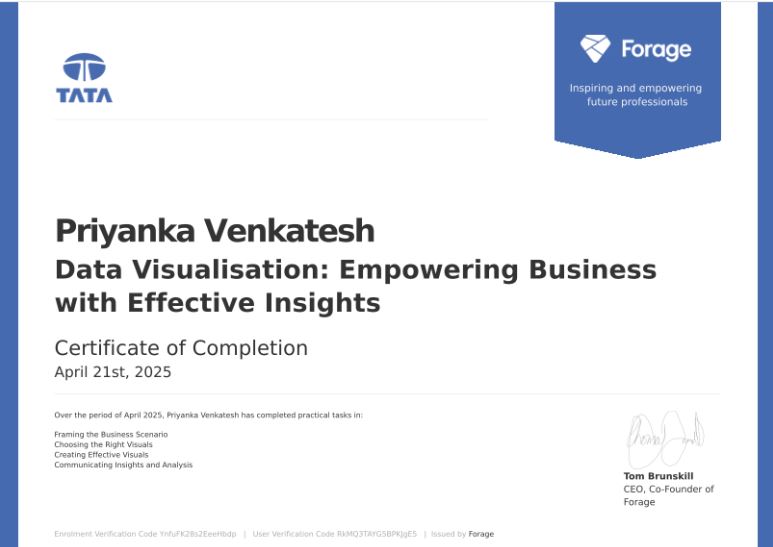 TATA
Forage
Inspiring and empowering
future professionals
Priyanka Venkatesh
Data Visualisation: Empowering Business
with Effective Insights
Certificate of Completion
April 21st, 2025
Over the period of April 2025, Priyanka Venkatesh has completed practical tasks in:
Framing the Business Scenario
Choosing the Right Visuals
Creating Effective Visuals
Communicating Insights and Analysis
Tom Brunskill
CEO, Co-Founder of
Forage
Enrolment Verification Code YnfuFK28s2EeeHbdp | User Verification Code RkMQ3TAYG5BPKJgE5 | Issued by Forage